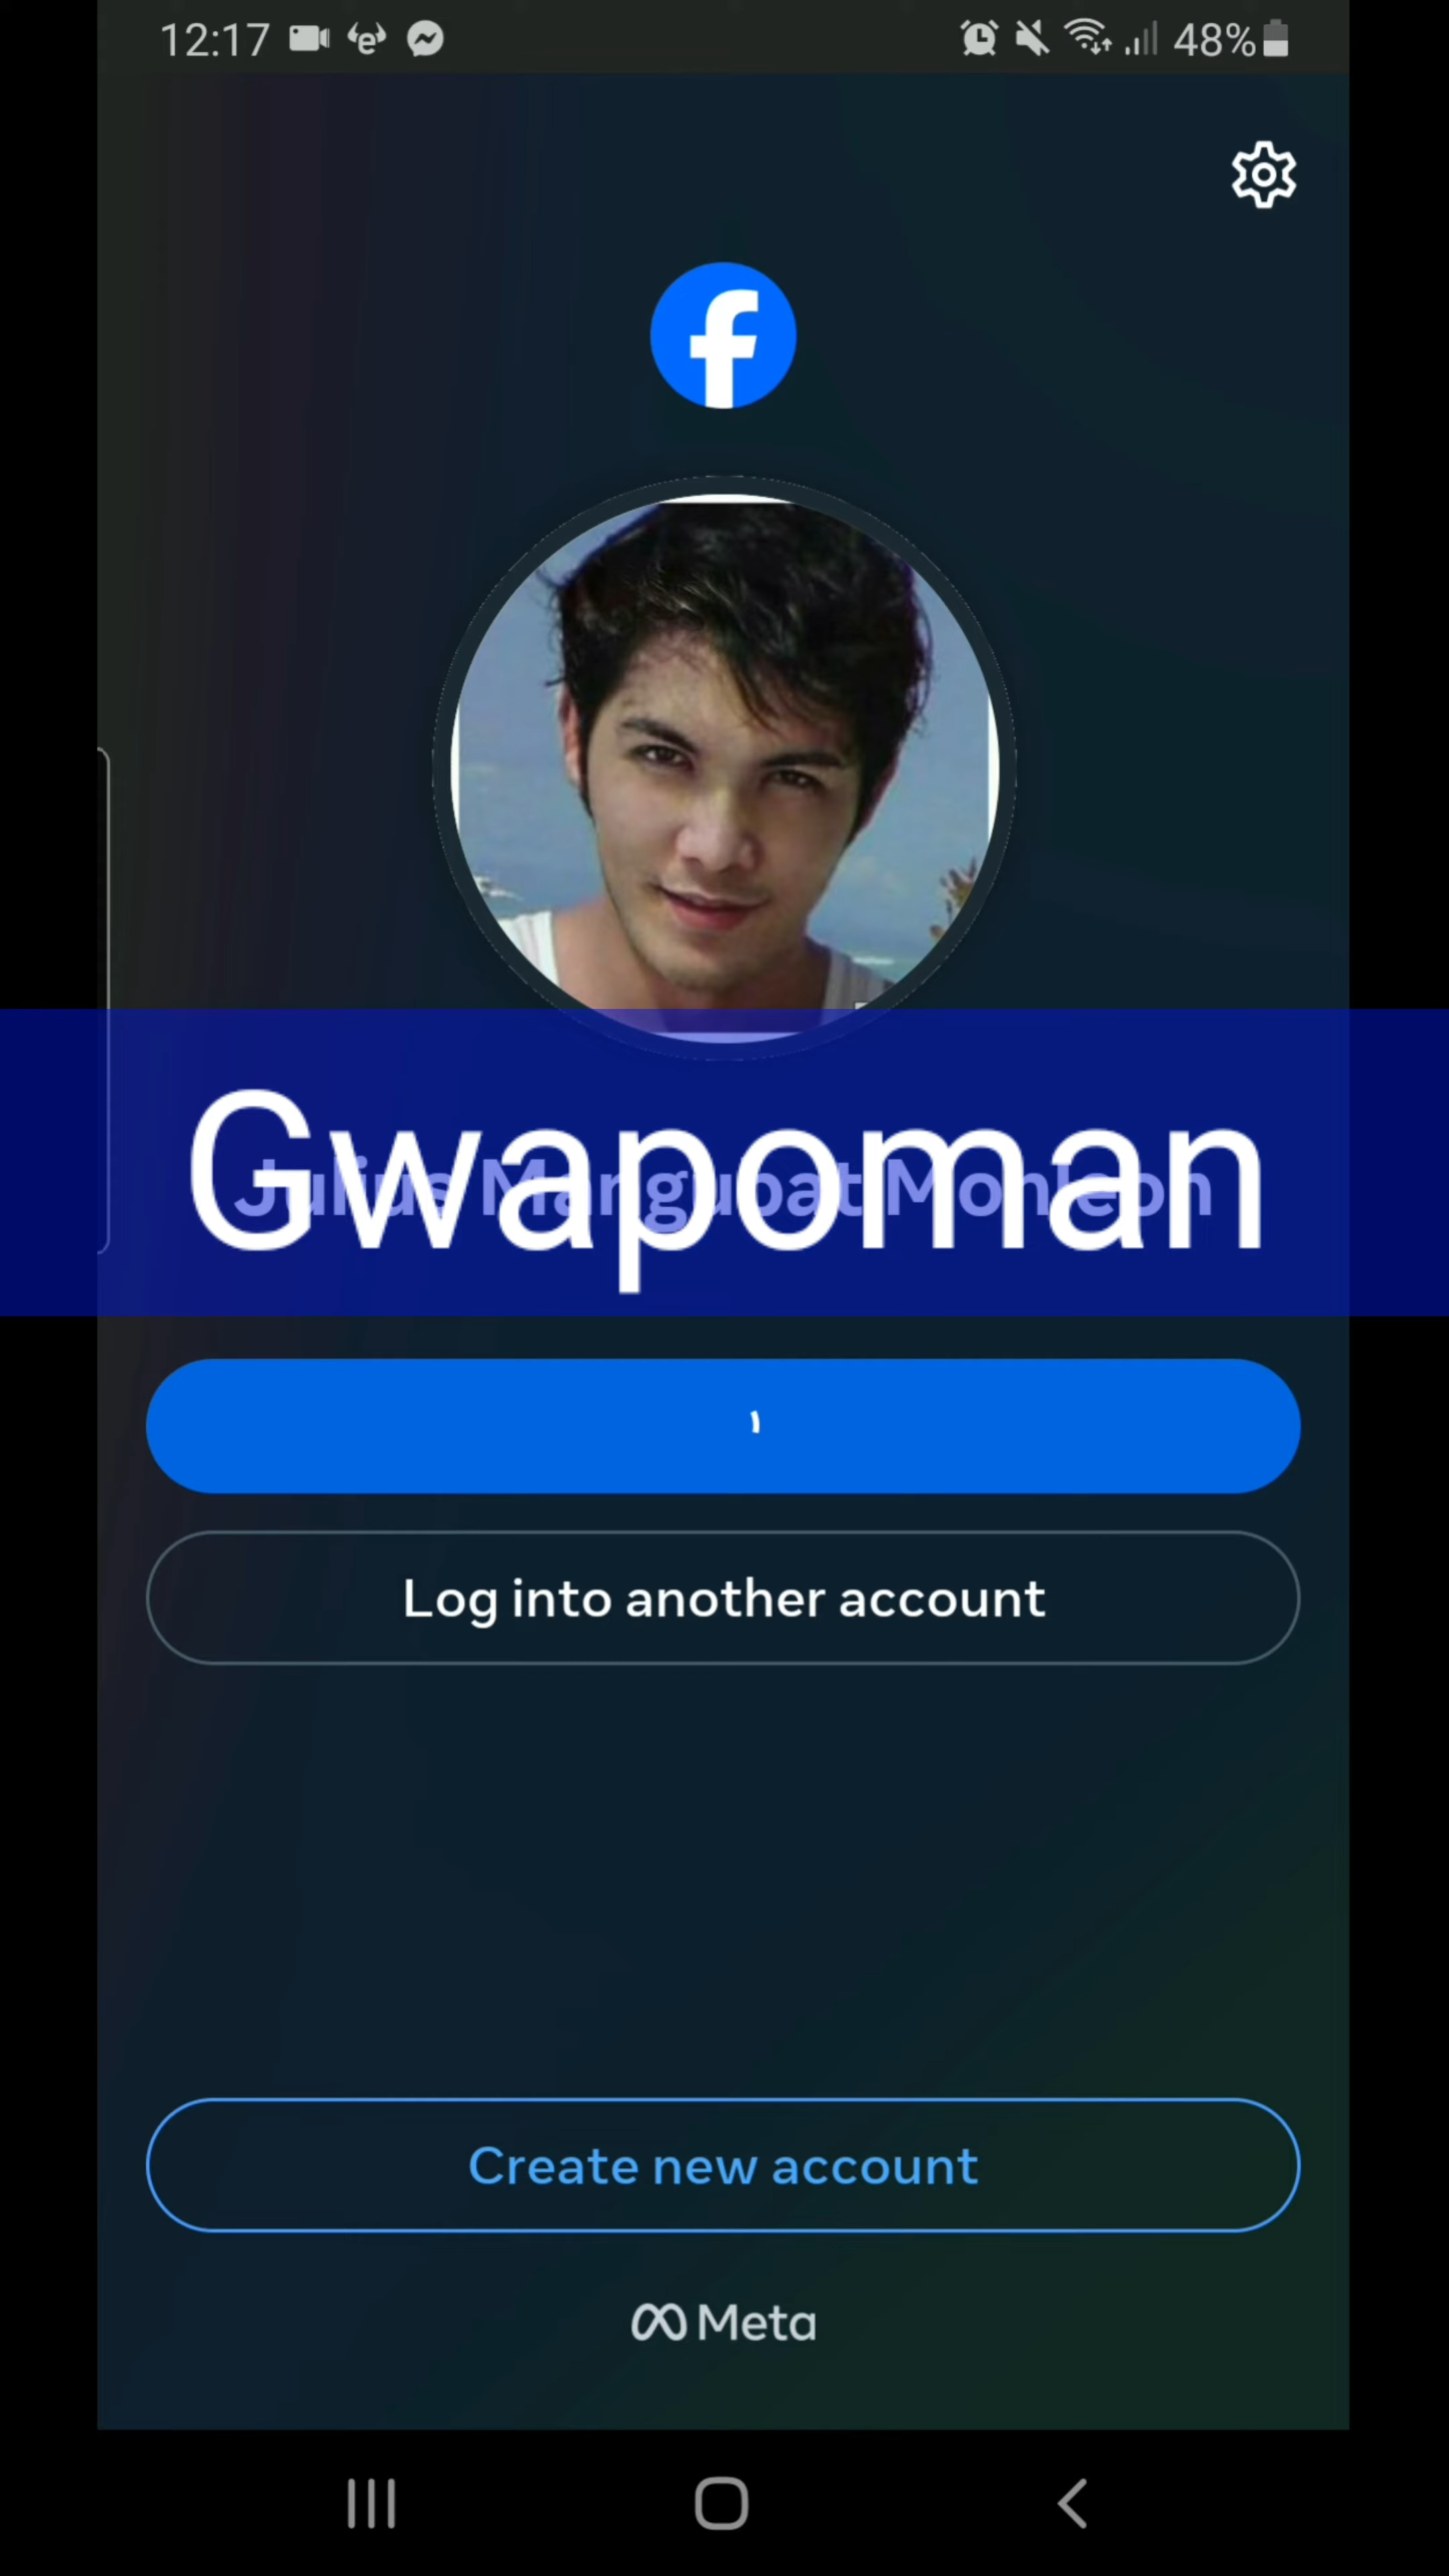 12:17 48%
Gwapoman
Julius Mangubat Monleon
Log into another account
Create new account
Meta